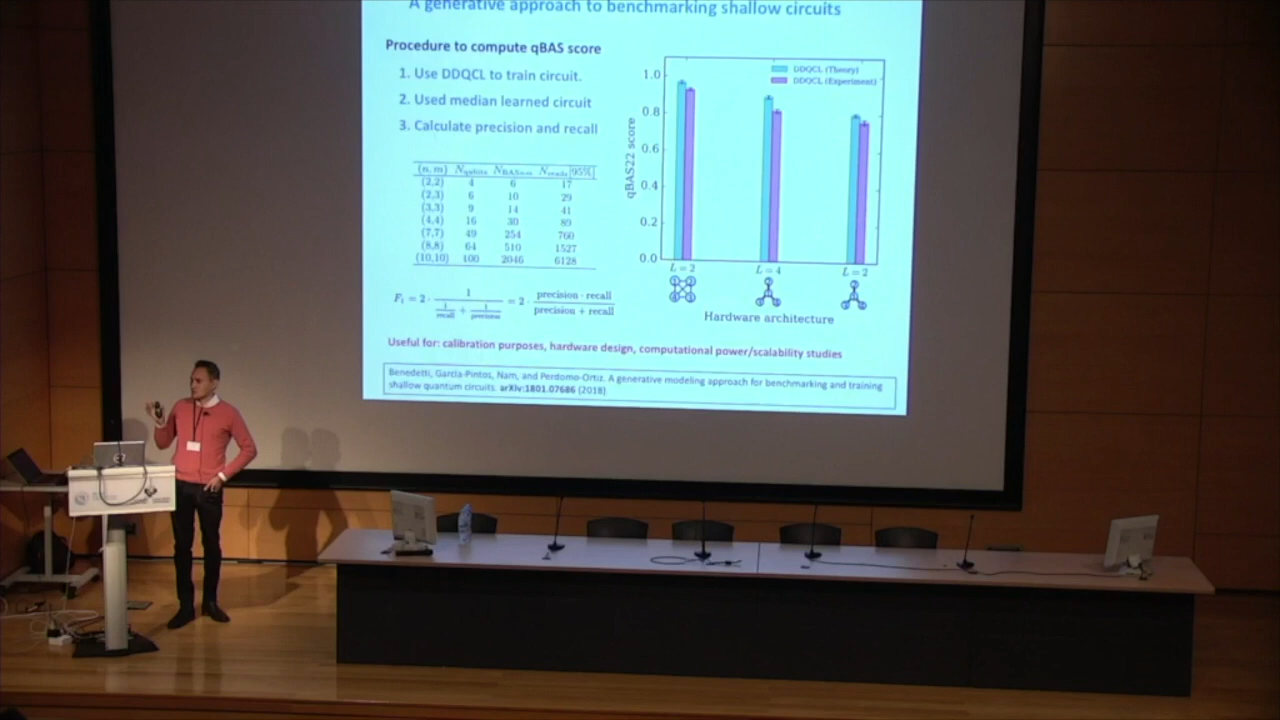 A generative approach to benchmarking shallow circuits
Procedure to compute qBAS score
1. Use DDQCL to train circuit.
2. Used median learned circuit
3. Calculate precision and recall
(n, m) N_qubits N_BAS(n,m) N_reads[95%]
(2,2) 4 6 17
(2,3) 6 10 29
(3,3) 9 14 41
(4,4) 16 30 89
(7,7) 49 254 760
(8,8) 64 510 1527
(10,10) 100 2046 6128
F₁ = 2 · 1 / (1/recall + 1/precision) = 2 · precision · recall / precision + recall
DDQCL (Theory)
DDQCL (Experiment)
qBAS22 score
1.0
0.8
0.6
0.4
0.2
0.0
L = 2 L = 4 L = 2
Hardware architecture
Useful for: calibration purposes, hardware design, computational power/scalability studies
Benedetti, García-Pintos, Nam, and Perdomo-Ortiz. A generative modeling approach for benchmarking and training
shallow quantum circuits. arXiv:1801.07686 (2018)